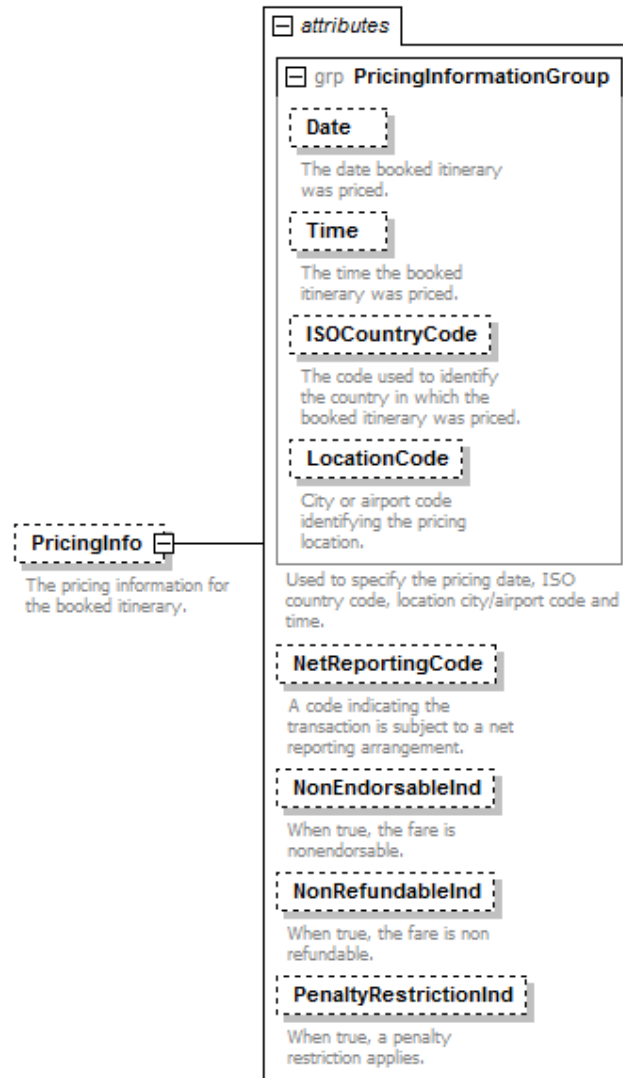 attributes
grp PricingInformationGroup
Date
The date booked itinerary
was priced.
Time
The time the booked
itinerary was priced.
ISOCountryCode
The code used to identify
the country in which the
booked itinerary was priced.
LocationCode
City or airport code
identifying the pricing
location.
PricingInfo
The pricing information for
the booked itinerary.
Used to specify the pricing date, ISO
country code, location city/airport code and
time.
NetReportingCode
A code indicating the
transaction is subject to a net
reporting arrangement.
NonEndorsableInd
When true, the fare is
nonendorsable.
NonRefundableInd
When true, the fare is non
refundable.
PenaltyRestrictionInd
When true, a penalty
restriction applies.